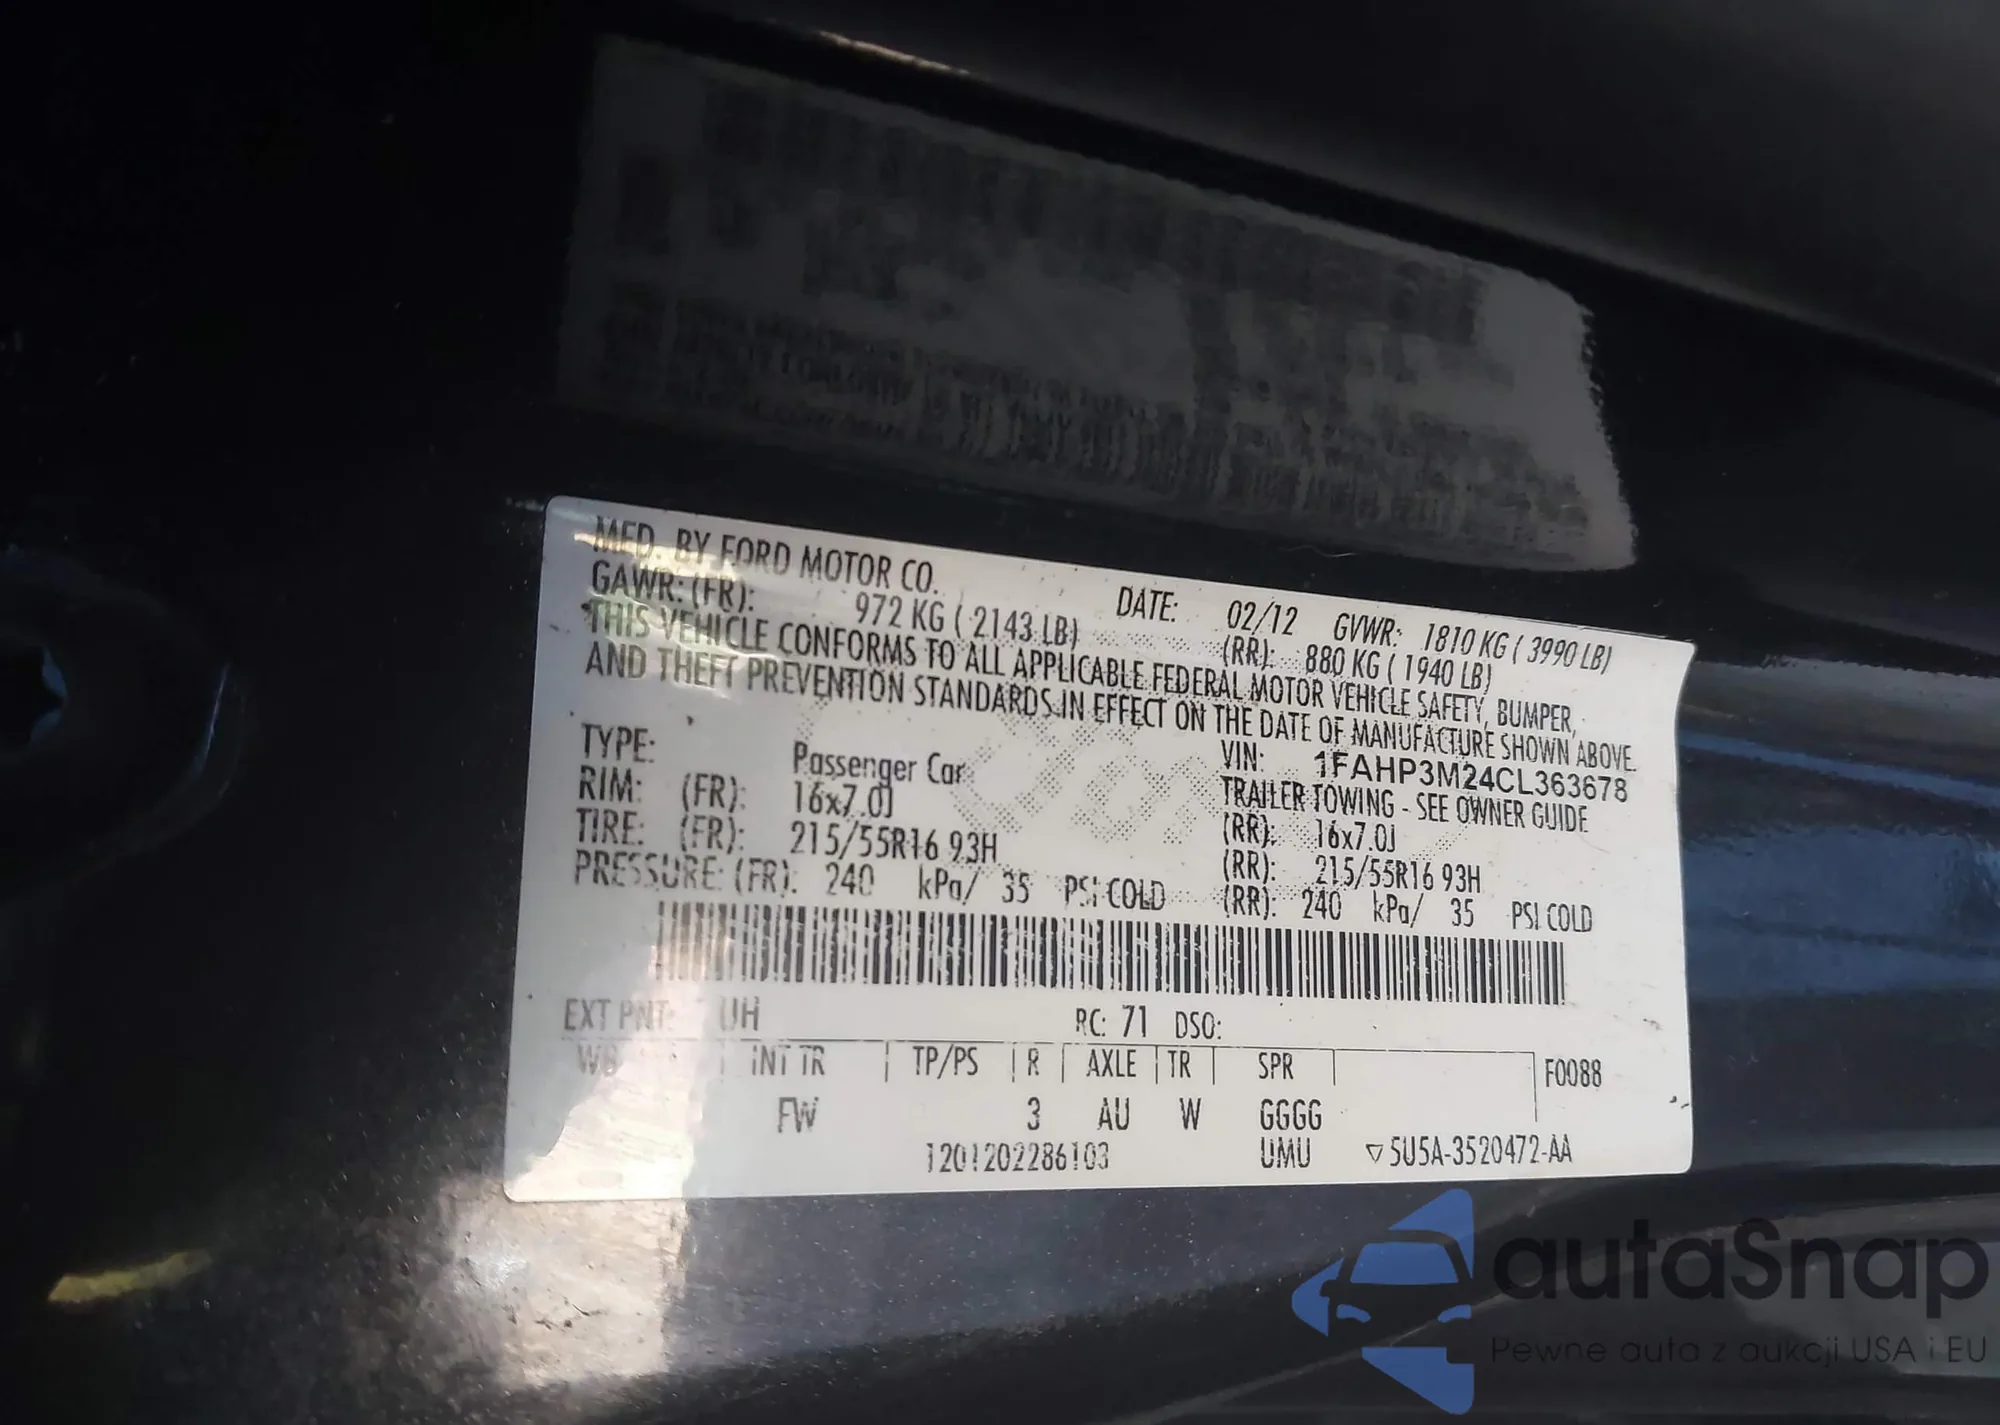 MFD. BY FORD MOTOR CO. DATE: 02/12 GVWR: 1810 KG ( 3990 LB)
GAWR: (FR): 972 KG ( 2143 LB) (RR): 880 KG ( 1940 LB)
THIS VEHICLE CONFORMS TO ALL APPLICABLE FEDERAL MOTOR VEHICLE SAFETY, BUMPER,
AND THEFT PREVENTION STANDARDS IN EFFECT ON THE DATE OF MANUFACTURE SHOWN ABOVE.
VIN: 1FAHP3M24CL363678
TYPE: Passenger Car TRAILER TOWING - SEE OWNER GUIDE
RIM: (FR): 16x7.0J (RR): 16x7.0J
TIRE: (FR): 215/55R16 93H (RR): 215/55R16 93H
PRESSURE: (FR): 240 kPa/ 35 PSI COLD (RR): 240 kPa/ 35 PSI COLD
EXT PNT: UH RC: 71 DSO:
WB INT TR TP/PS R AXLE TR SPR F0088
FW 3 AU W GGGG
1201202286103 UMU ▽5U5A-3520472-AA
autaSnap
Pewne auta z aukcji USA i EU